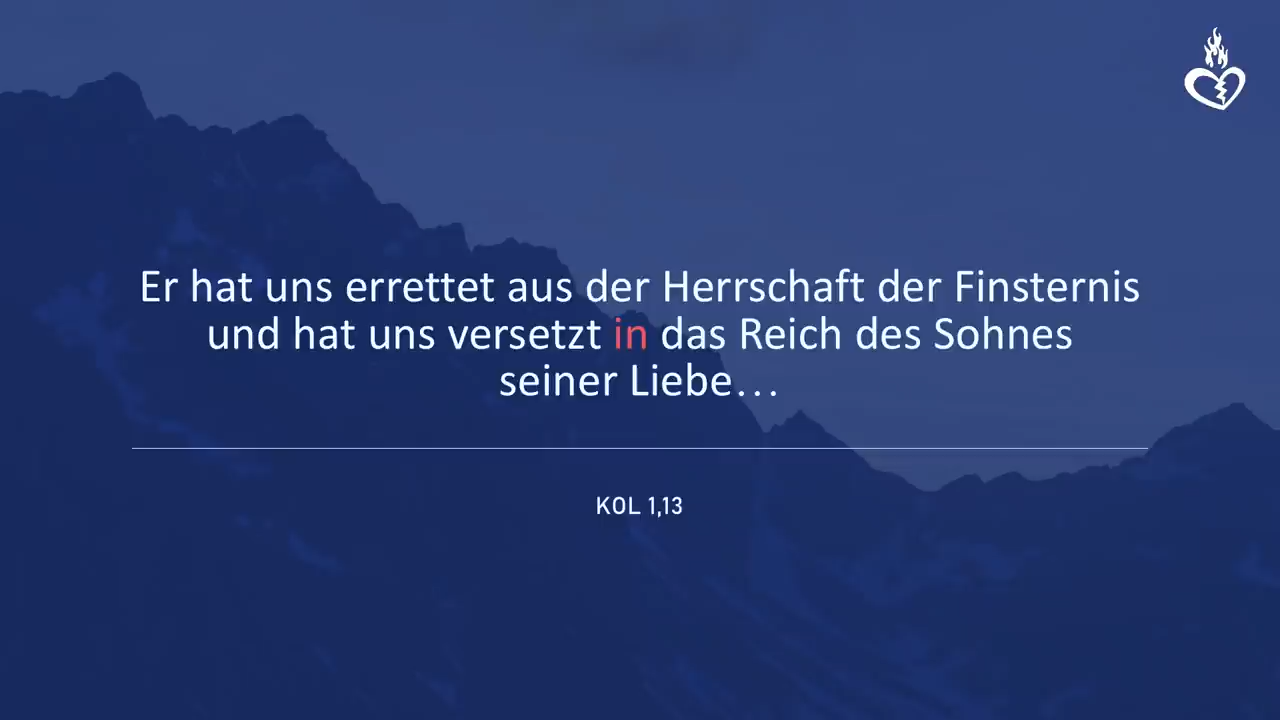 Er hat uns errettet aus der Herrschaft der Finsternis
und hat uns versetzt in das Reich des Sohnes
seiner Liebe…
KOL 1,13